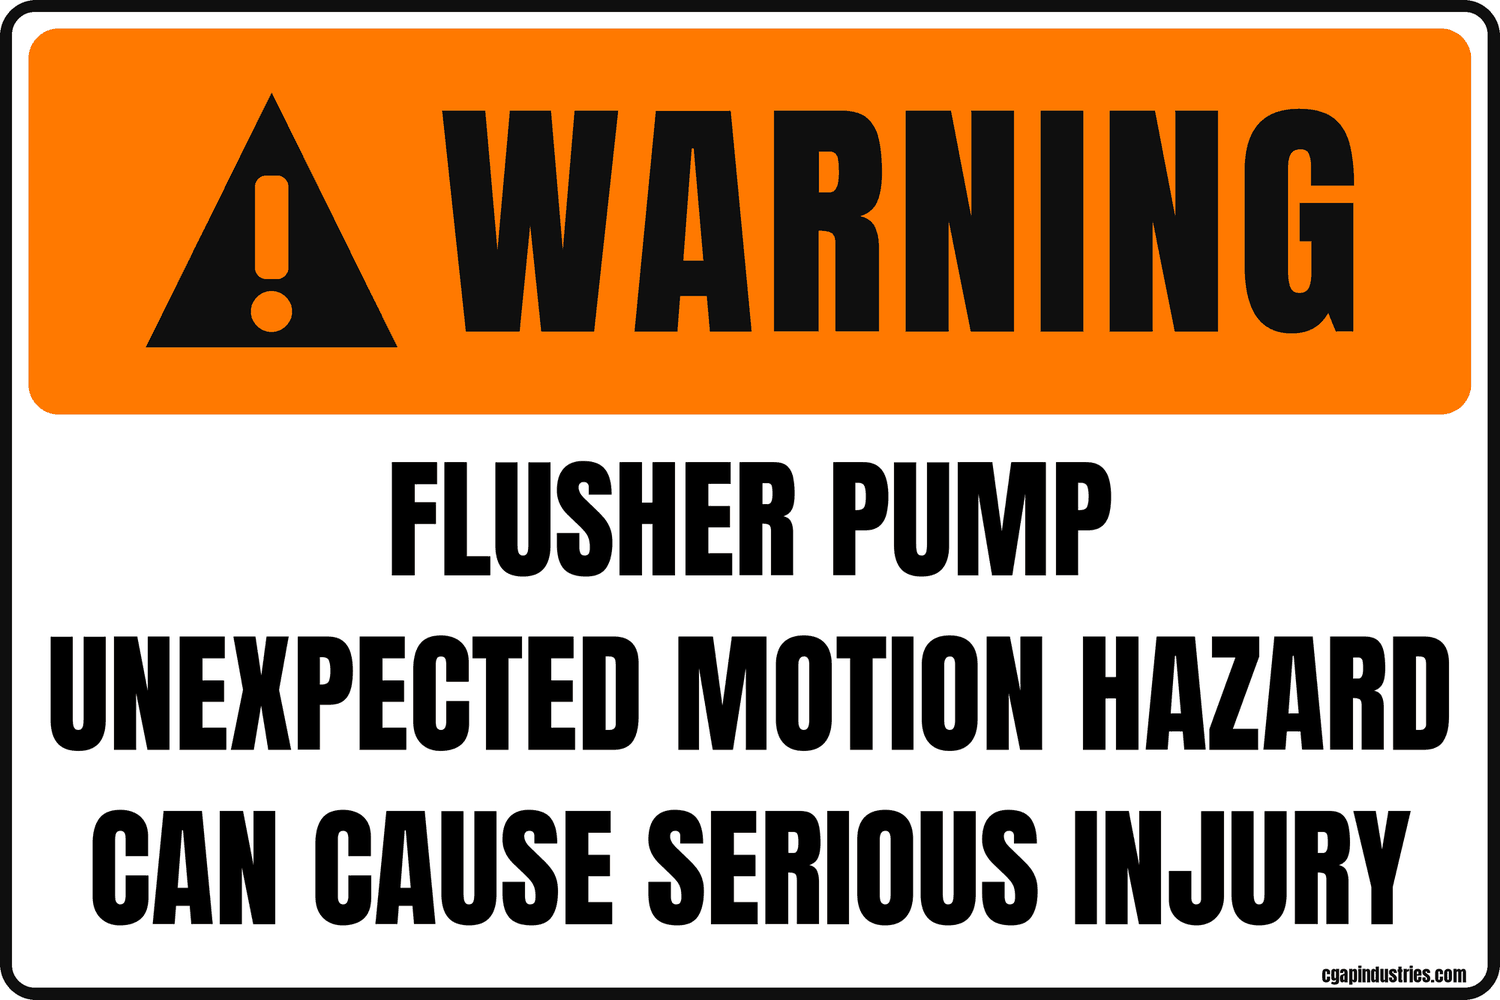 WARNING
FLUSHER PUMP
UNEXPECTED MOTION HAZARD
CAN CAUSE SERIOUS INJURY
cgapindustries.com